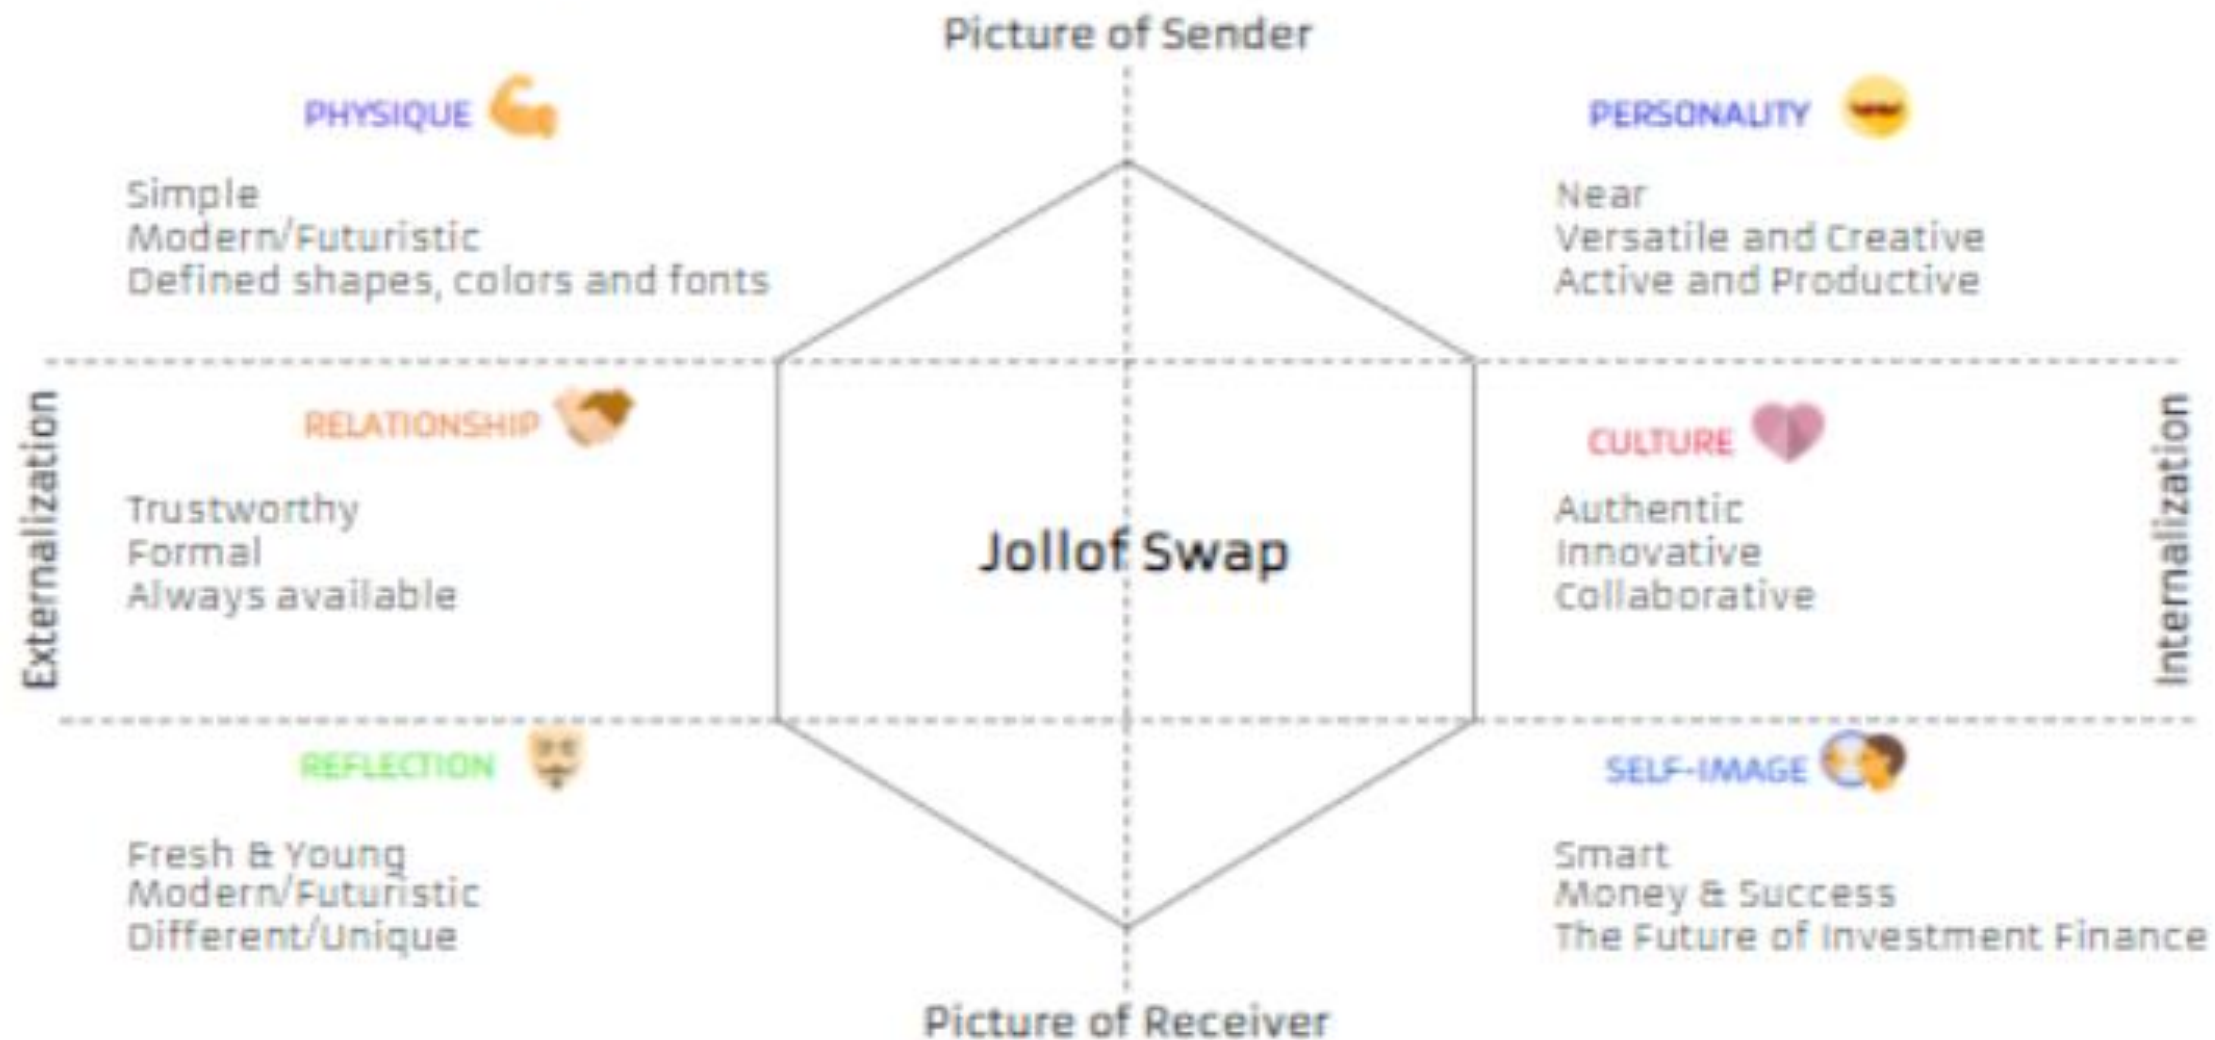 Picture of Sender
PHYSIQUE
Simple
Modern/Futuristic
Defined shapes, colors and fonts
PERSONALITY
Near
Versatile and Creative
Active and Productive
Externalization
RELATIONSHIP
Trustworthy
Formal
Always available
Jollof Swap
CULTURE
Authentic
Innovative
Collaborative
Internalization
REFLECTION
Fresh & Young
Modern/Futuristic
Different/Unique
SELF-IMAGE
Smart
Money & Success
The Future of Investment Finance
Picture of Receiver